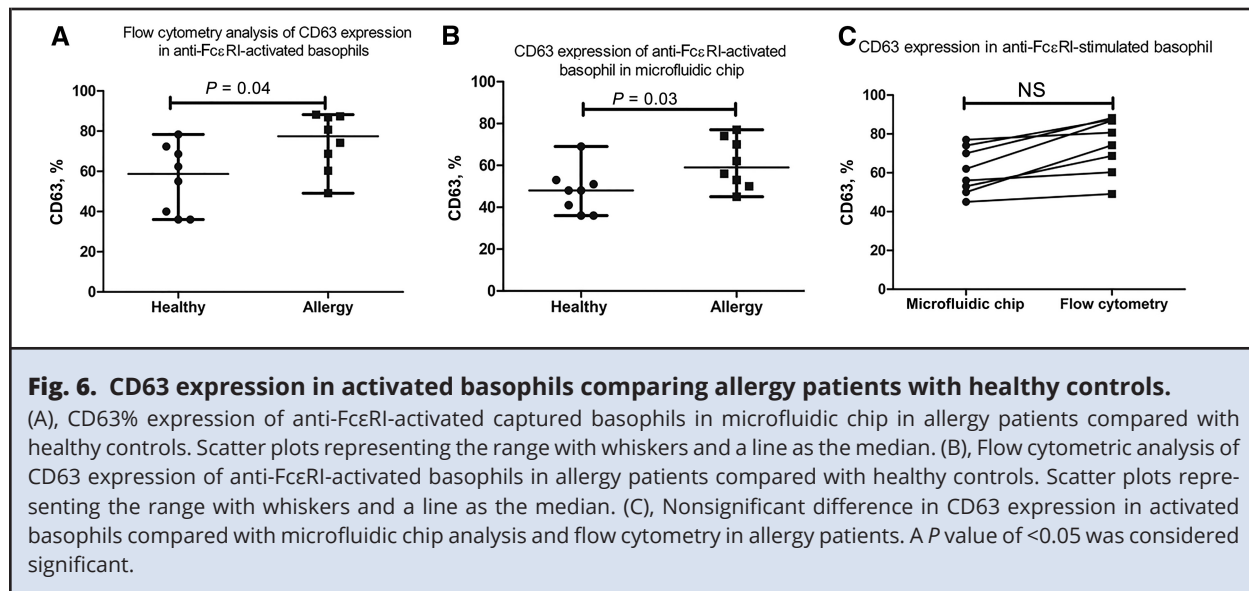 A
Flow cytometry analysis of CD63 expression
in anti-FcεRI-activated basophils
CD63, %
100
80
60
40
20
0
P = 0.04
Healthy
Allergy
B
CD63 expression of anti-FcεRI-activated
basophil in microfluidic chip
CD63, %
100
80
60
40
20
0
P = 0.03
Healthy
Allergy
C
CD63 expression in anti-FcεRI-stimulated basophil
CD63, %
100
80
60
40
20
0
NS
Microfluidic chip
Flow cytometry
Fig. 6. CD63 expression in activated basophils comparing allergy patients with healthy controls.
(A), CD63% expression of anti-FcεRI-activated captured basophils in microfluidic chip in allergy patients compared with
healthy controls. Scatter plots representing the range with whiskers and a line as the median. (B), Flow cytometric analysis of
CD63 expression of anti-FcεRI-activated basophils in allergy patients compared with healthy controls. Scatter plots repre-
senting the range with whiskers and a line as the median. (C), Nonsignificant difference in CD63 expression in activated
basophils compared with microfluidic chip analysis and flow cytometry in allergy patients. A P value of <0.05 was considered
significant.